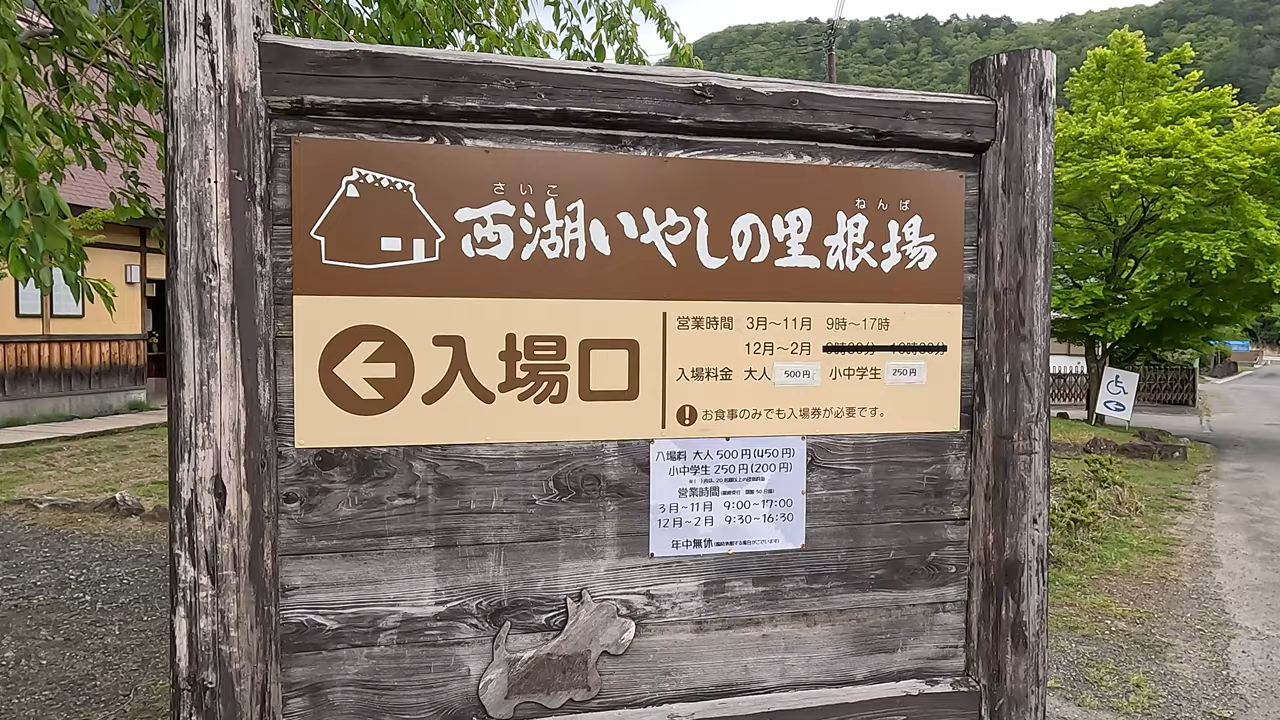 さいこ ねんば
西湖いやしの里根場
入場口
営業時間 3月〜11月 9時〜17時
12月〜2月
入場料金 大人 500円 小中学生 250円
お食事のみでも入場券が必要です。
入場料 大人500円(450円)
小中学生250円(200円)
営業時間
3月〜11月 9:00〜17:00
12月〜2月 9:30〜16:30
年中無休